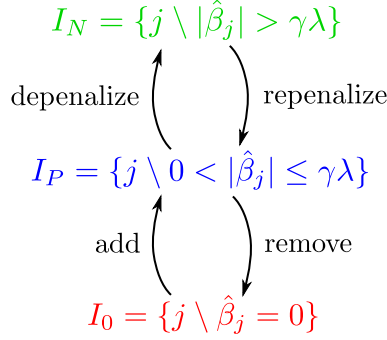 I_N = {j \ |β̂_j| > γλ}
depenalize repenalize
I_P = {j \ 0 < |β̂_j| ≤ γλ}
add remove
I_0 = {j \ β̂_j = 0}